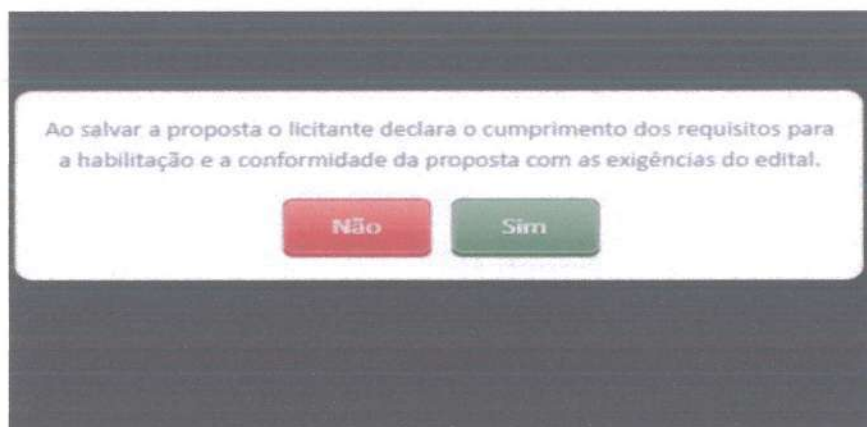 Ao salvar a proposta o licitante declara o cumprimento dos requisitos para
a habilitação e a conformidade da proposta com as exigências do edital.
Não
Sim